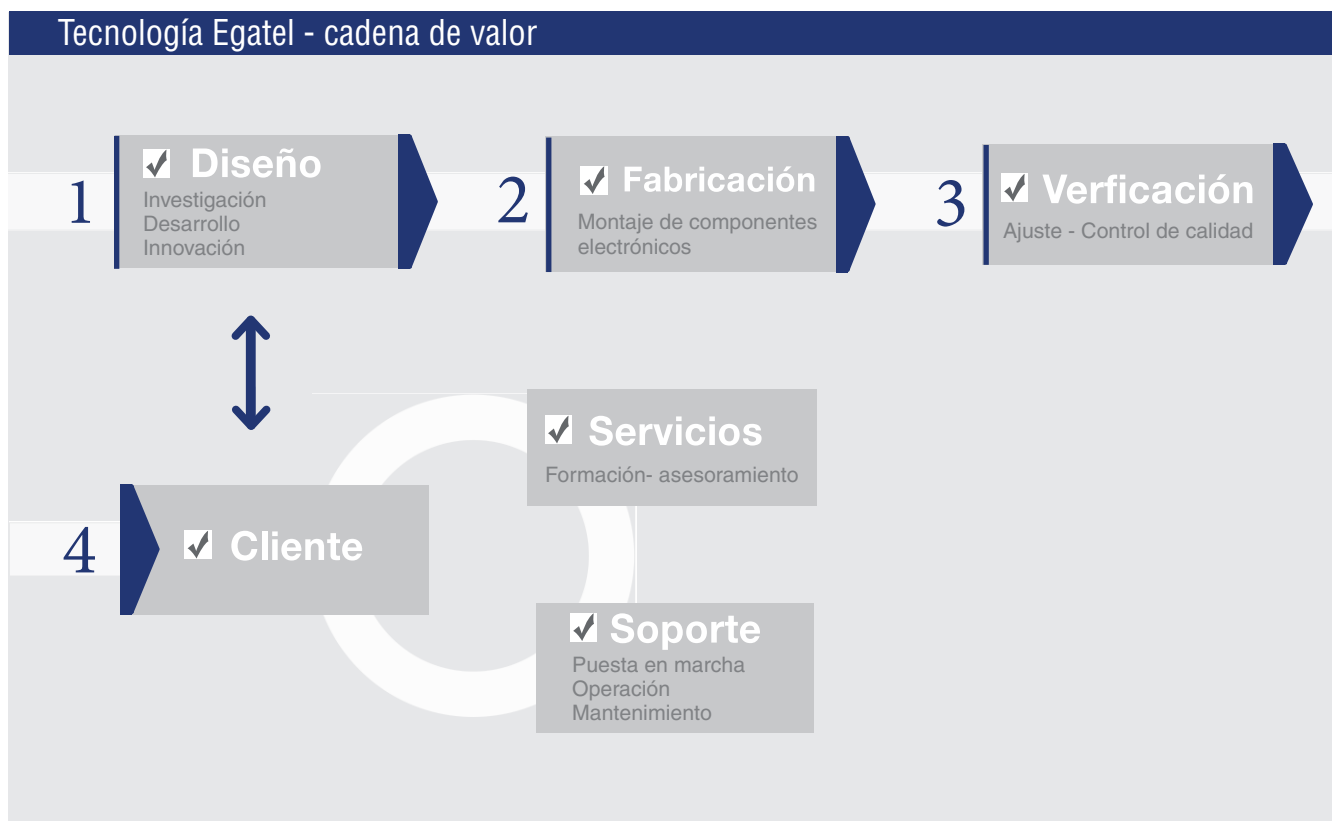 Tecnología Egatel - cadena de valor
1
Diseño
Investigación
Desarrollo
Innovación
2
Fabricación
Montaje de componentes
electrónicos
3
Verficación
Ajuste - Control de calidad
4
Cliente
Servicios
Formación- asesoramiento
Soporte
Puesta en marcha
Operación
Mantenimiento